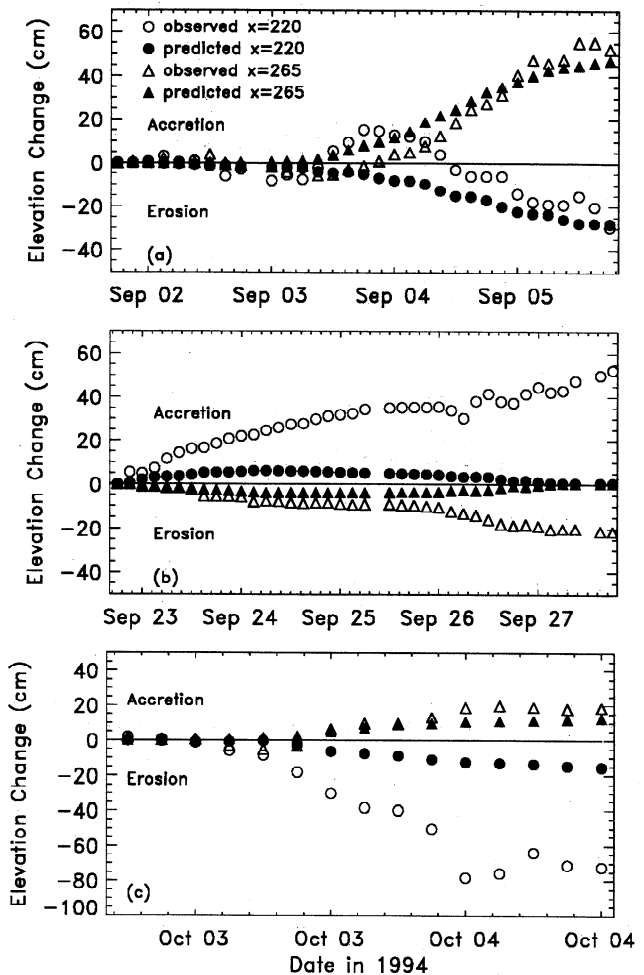 60
40
20
0
−20
−40
Elevation Change (cm)
observed x=220
predicted x=220
observed x=265
predicted x=265
Accretion
Erosion
(a)
Sep 02 Sep 03 Sep 04 Sep 05
60
40
20
0
−20
−40
Elevation Change (cm)
Accretion
Erosion
(b)
Sep 23 Sep 24 Sep 25 Sep 26 Sep 27
40
20
0
−20
−40
−60
−80
−100
Elevation Change (cm)
Accretion
Erosion
(c)
Oct 03 Oct 03 Oct 04 Oct 04
Date in 1994